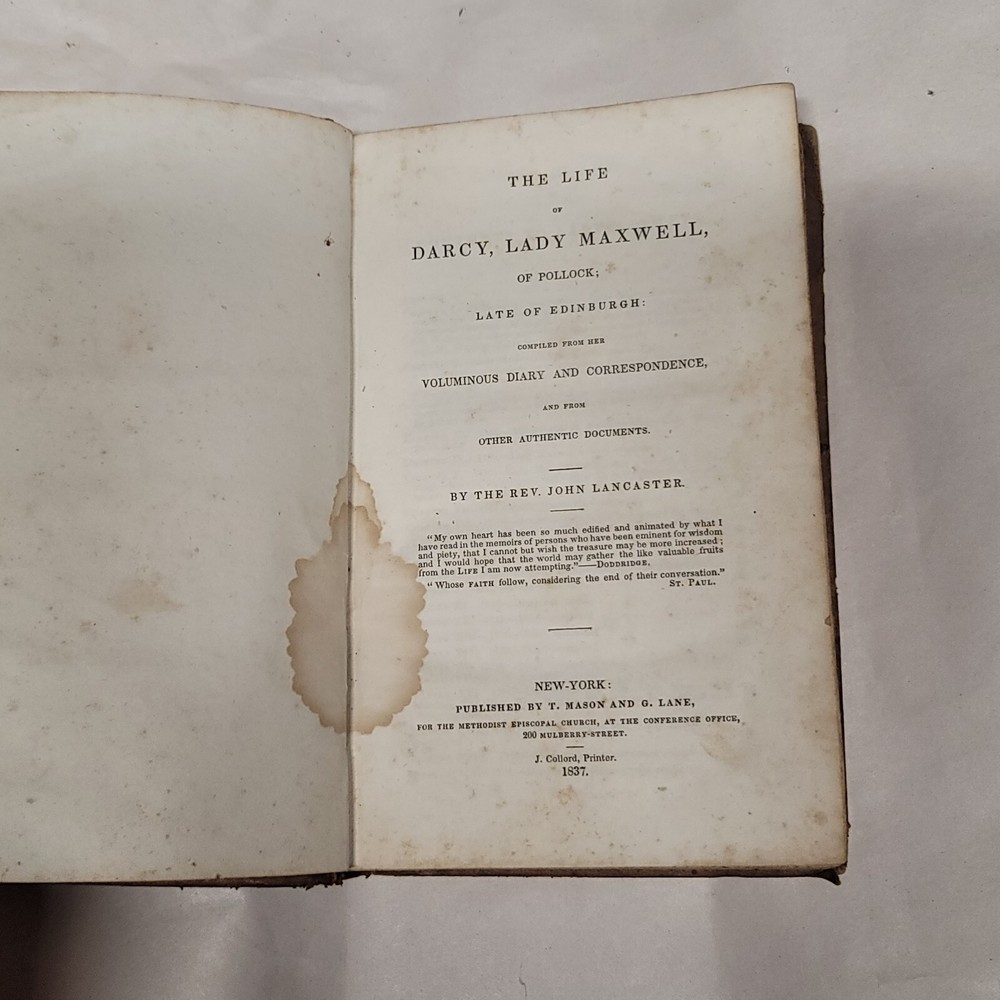 THE LIFE
OF
DARCY, LADY MAXWELL,
OF POLLOCK;
LATE OF EDINBURGH:
COMPILED FROM HER
VOLUMINOUS DIARY AND CORRESPONDENCE,
AND FROM
OTHER AUTHENTIC DOCUMENTS.
BY THE REV. JOHN LANCASTER.
"My own heart has been so much edified and animated by what I
have read in the memoirs of persons who have been eminent for wisdom
and piety, that I cannot but wish the treasure may be more increased;
and I would hope that the world may gather the like valuable fruits
from the LIFE I am now attempting."—DODDRIDGE.
"Whose FAITH follow, considering the end of their conversation."
ST. PAUL.
NEW-YORK:
PUBLISHED BY T. MASON AND G. LANE,
FOR THE METHODIST EPISCOPAL CHURCH, AT THE CONFERENCE OFFICE,
200 MULBERRY-STREET.
J. Collord, Printer.
1837.